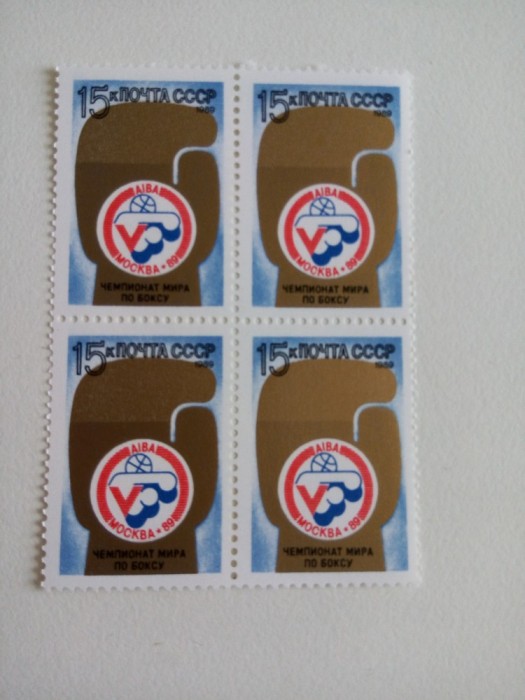 15к ПОЧТА СССР
1989
AIBA
V
МОСКВА • 89
ЧЕМПИОНАТ МИРА
ПО БОКСУ
15к ПОЧТА СССР
1989
AIBA
V
МОСКВА • 89
ЧЕМПИОНАТ МИРА
ПО БОКСУ
15к ПОЧТА СССР
1989
AIBA
V
МОСКВА • 89
ЧЕМПИОНАТ МИРА
ПО БОКСУ
15к ПОЧТА СССР
1989
AIBA
V
МОСКВА • 89
ЧЕМПИОНАТ МИРА
ПО БОКСУ